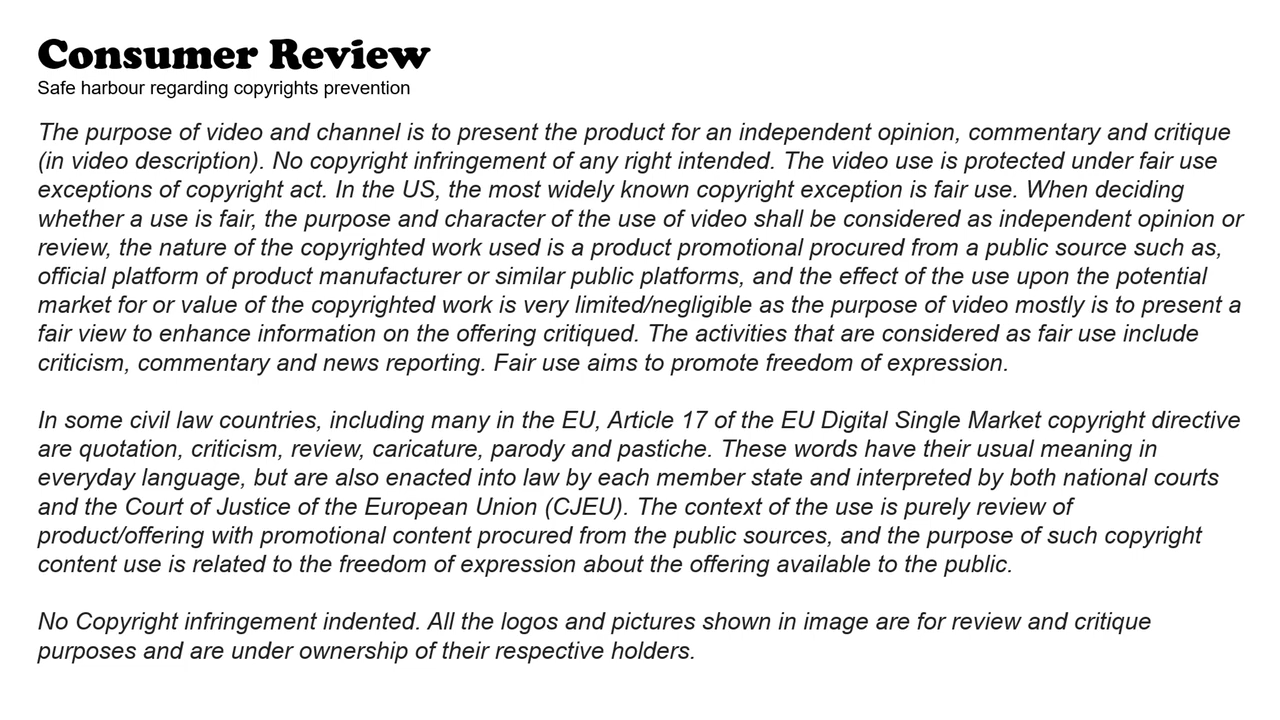 Consumer Review
Safe harbour regarding copyrights prevention
The purpose of video and channel is to present the product for an independent opinion, commentary and critique
(in video description). No copyright infringement of any right intended. The video use is protected under fair use
exceptions of copyright act. In the US, the most widely known copyright exception is fair use. When deciding
whether a use is fair, the purpose and character of the use of video shall be considered as independent opinion or
review, the nature of the copyrighted work used is a product promotional procured from a public source such as,
official platform of product manufacturer or similar public platforms, and the effect of the use upon the potential
market for or value of the copyrighted work is very limited/negligible as the purpose of video mostly is to present a
fair view to enhance information on the offering critiqued. The activities that are considered as fair use include
criticism, commentary and news reporting. Fair use aims to promote freedom of expression.
In some civil law countries, including many in the EU, Article 17 of the EU Digital Single Market copyright directive
are quotation, criticism, review, caricature, parody and pastiche. These words have their usual meaning in
everyday language, but are also enacted into law by each member state and interpreted by both national courts
and the Court of Justice of the European Union (CJEU). The context of the use is purely review of
product/offering with promotional content procured from the public sources, and the purpose of such copyright
content use is related to the freedom of expression about the offering available to the public.
No Copyright infringement indented. All the logos and pictures shown in image are for review and critique
purposes and are under ownership of their respective holders.